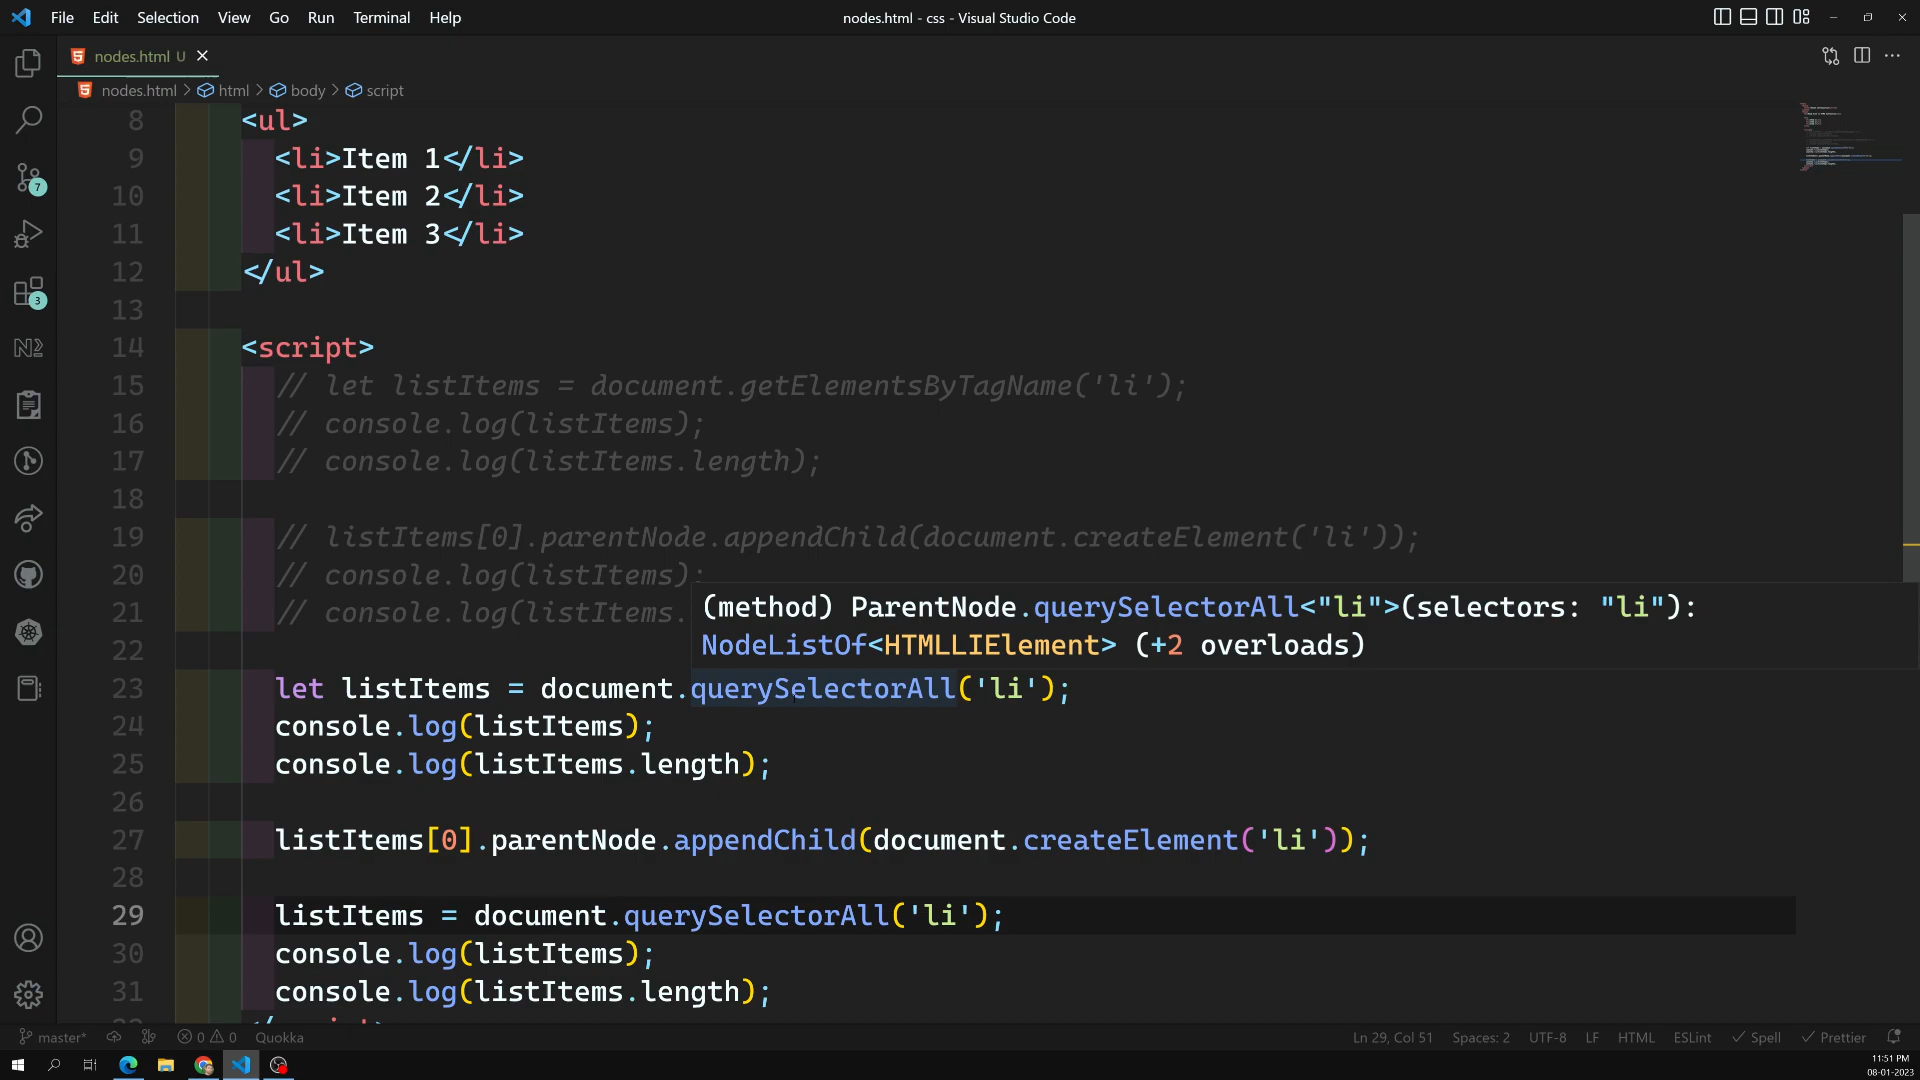 File Edit Selection View Go Run Terminal Help
nodes.html - css - Visual Studio Code
nodes.html U
nodes.html > html > body > script
8 <ul>
9 <li>Item 1</li>
10 <li>Item 2</li>
11 <li>Item 3</li>
12 </ul>
13
14 <script>
15 // let listItems = document.getElementsByTagName('li');
16 // console.log(listItems);
17 // console.log(listItems.length);
18
19 // listItems[0].parentNode.appendChild(document.createElement('li'));
20 // console.log(listItems);
21 // console.log(listItems.
(method) ParentNode.querySelectorAll<"li">(selectors: "li"):
NodeListOf<HTMLLIElement> (+2 overloads)
22
23 let listItems = document.querySelectorAll('li');
24 console.log(listItems);
25 console.log(listItems.length);
26
27 listItems[0].parentNode.appendChild(document.createElement('li'));
28
29 listItems = document.querySelectorAll('li');
30 console.log(listItems);
31 console.log(listItems.length);
7
3
master* 0 0 Quokka Ln 29, Col 51 Spaces: 2 UTF-8 LF HTML ESLint Spell Prettier
11:51 PM
08-01-2023